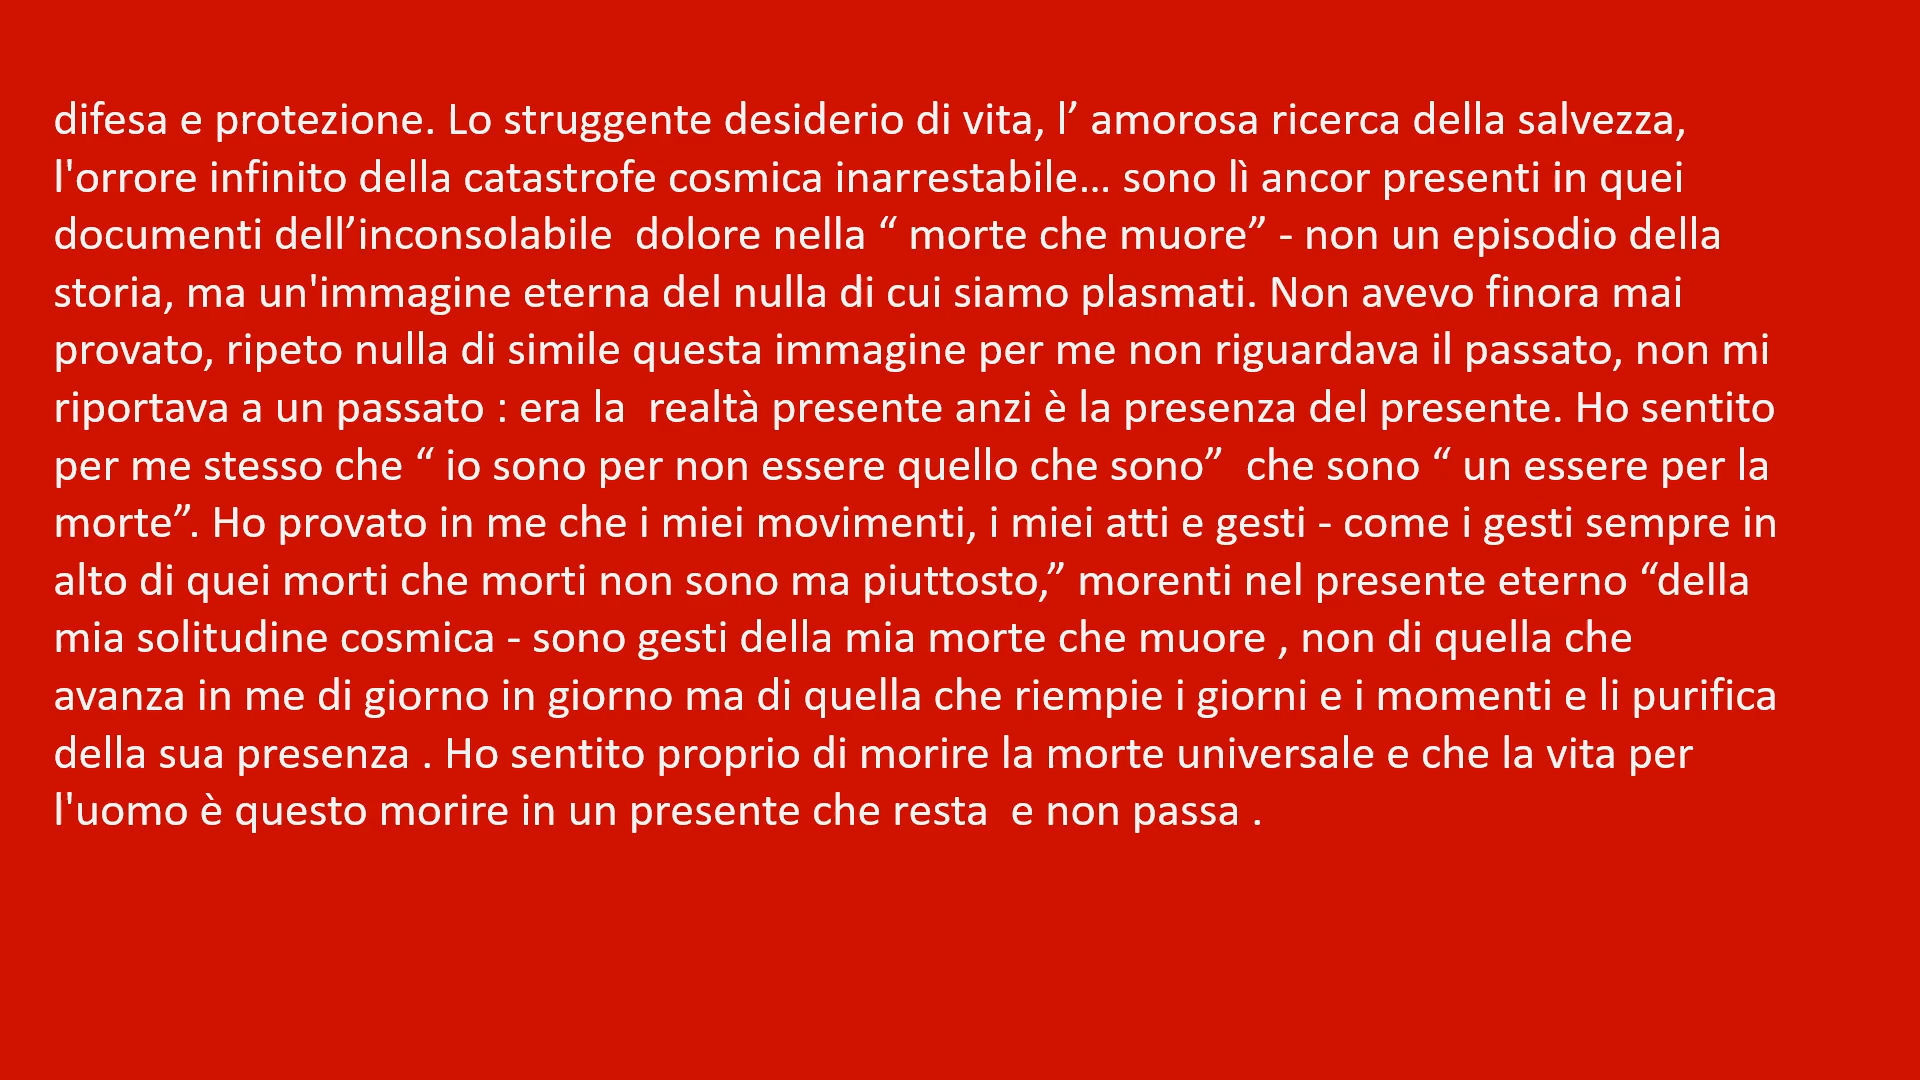 difesa e protezione. Lo struggente desiderio di vita, l’ amorosa ricerca della salvezza,
l'orrore infinito della catastrofe cosmica inarrestabile... sono lì ancor presenti in quei
documenti dell’inconsolabile  dolore nella “ morte che muore” - non un episodio della
storia, ma un'immagine eterna del nulla di cui siamo plasmati. Non avevo finora mai
provato, ripeto nulla di simile questa immagine per me non riguardava il passato, non mi
riportava a un passato : era la  realtà presente anzi è la presenza del presente. Ho sentito
per me stesso che “ io sono per non essere quello che sono”  che sono “ un essere per la
morte”. Ho provato in me che i miei movimenti, i miei atti e gesti - come i gesti sempre in
alto di quei morti che morti non sono ma piuttosto,” morenti nel presente eterno “della
mia solitudine cosmica - sono gesti della mia morte che muore , non di quella che
avanza in me di giorno in giorno ma di quella che riempie i giorni e i momenti e li purifica
della sua presenza . Ho sentito proprio di morire la morte universale e che la vita per
l'uomo è questo morire in un presente che resta  e non passa .